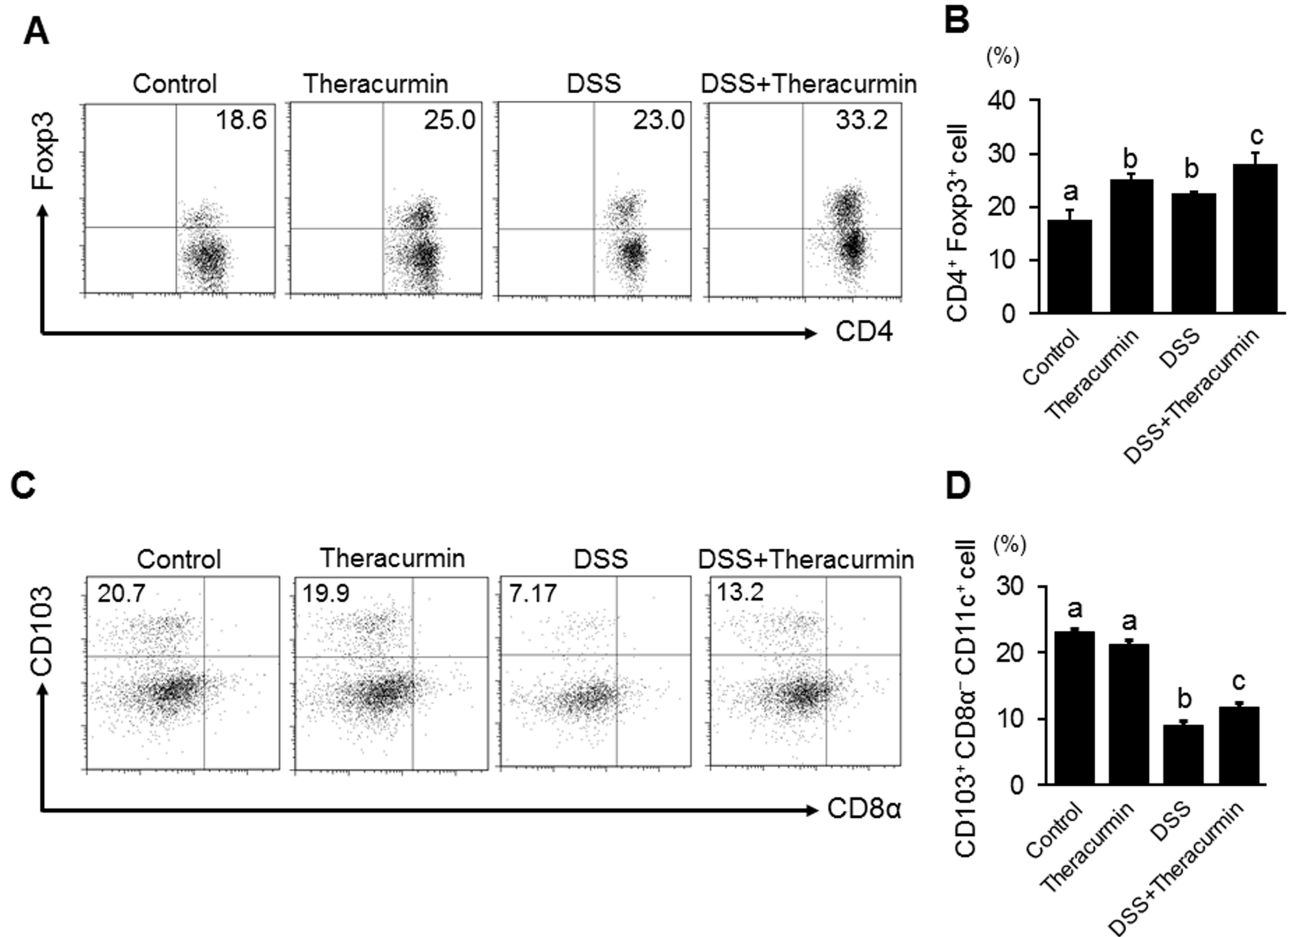 A
Control
Theracurmin
DSS
DSS+Theracurmin
Foxp3
18.6
25.0
23.0
33.2
CD4
B
(%)
CD4⁺ Foxp3⁺ cell
40
30
20
10
0
a
b
b
c
Control
Theracurmin
DSS
DSS+Theracurmin
C
Control
Theracurmin
DSS
DSS+Theracurmin
CD103
20.7
19.9
7.17
13.2
CD8α
D
(%)
CD103⁺ CD8α⁻ CD11c⁺ cell
30
20
10
0
a
a
b
c
Control
Theracurmin
DSS
DSS+Theracurmin